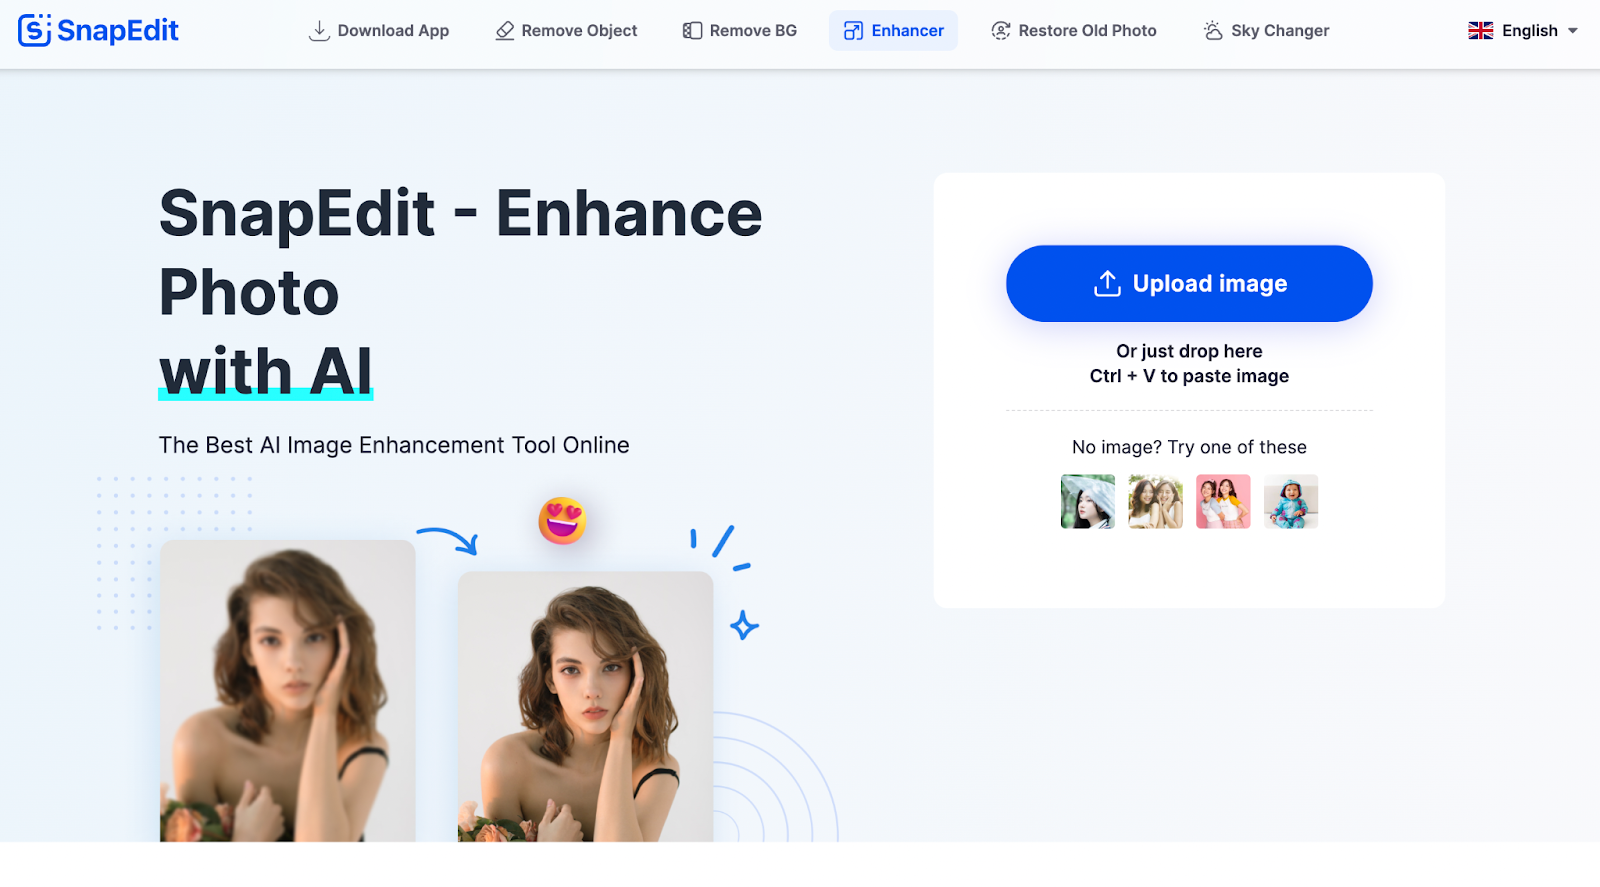 SnapEdit
Download App
Remove Object
Remove BG
Enhancer
Restore Old Photo
Sky Changer
English
SnapEdit - Enhance
Photo
with AI
The Best AI Image Enhancement Tool Online
Upload image
Or just drop here
Ctrl + V to paste image
No image? Try one of these